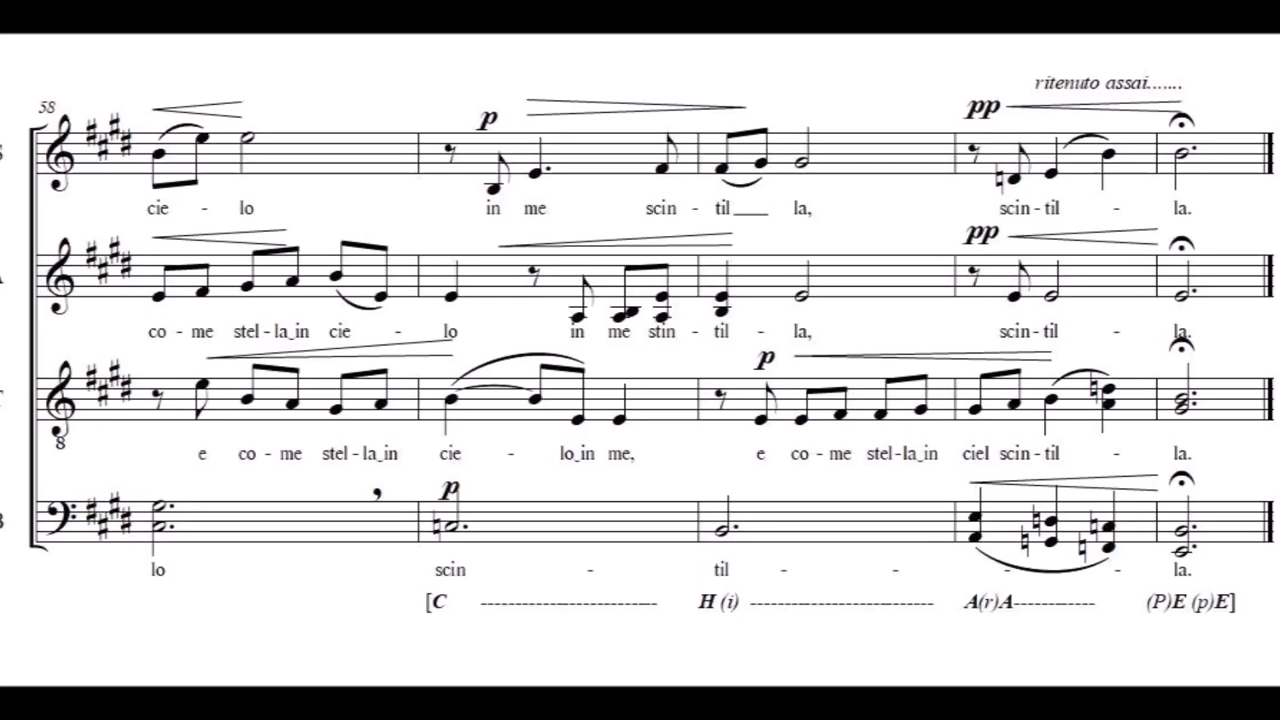 ritenuto assai.......
58
p
pp
cie - lo in me scin - til la, scin - til - la.
pp
co - me stel - la_in cie - lo in me stin - til - la, scin - til - la.
p
8
e co - me stel - la_in cie - lo_in me, e co - me stel - la_in ciel scin - til - la.
p
lo scin - til - - - - la.
[C -------------------------- H (i) --------------------------- A(r)A------------ (P)E (p)E]